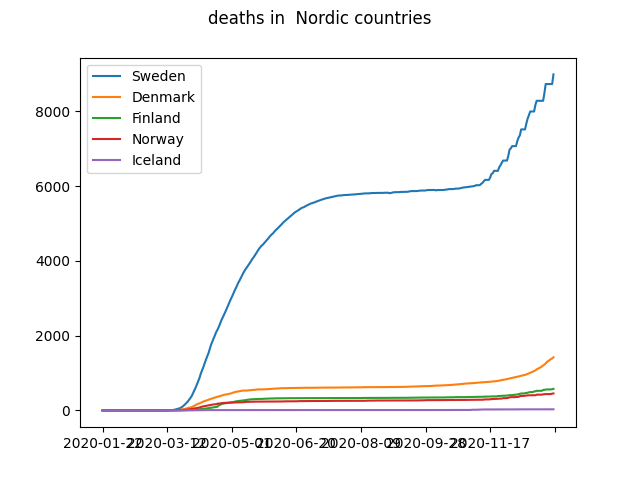 deaths in  Nordic countries
Sweden
Denmark
Finland
Norway
Iceland
8000
6000
4000
2000
0
2020-01-22 2020-03-12 2020-05-01 2020-06-20 2020-08-09 2020-09-28 2020-11-17